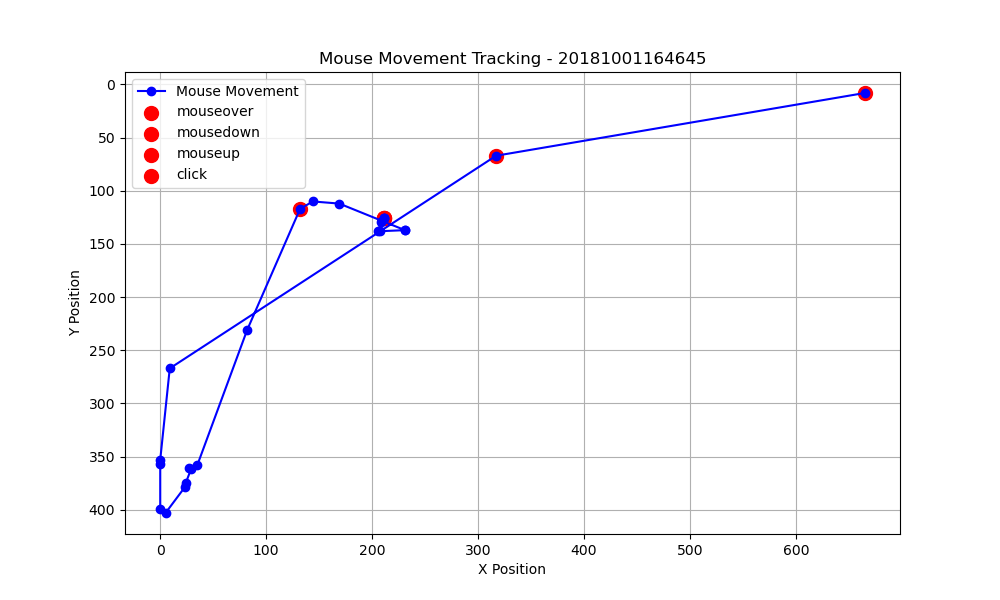 Mouse Movement Tracking - 20181001164645
Mouse Movement
mouseover
mousedown
mouseup
click
0
50
100
150
200
250
300
350
400
Y Position
0 100 200 300 400 500 600
X Position